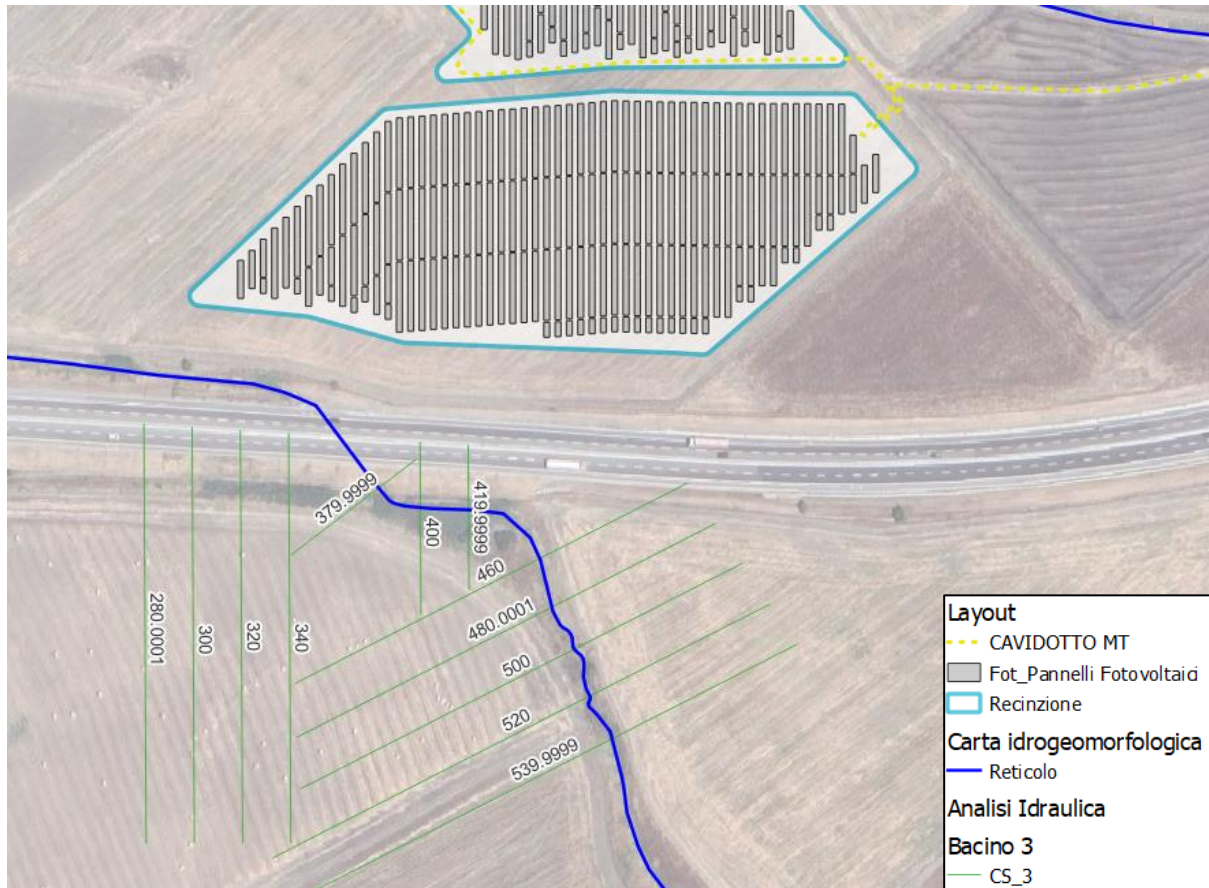 379.9999
400
419.9999
460
480.0001
500
520
539.9999
280.0001
300
320
340
Layout
CAVIDOTTO MT
Fot_Pannelli Fotovoltaici
Recinzione
Carta idrogeomorfologica
Reticolo
Analisi Idraulica
Bacino 3
CS_3